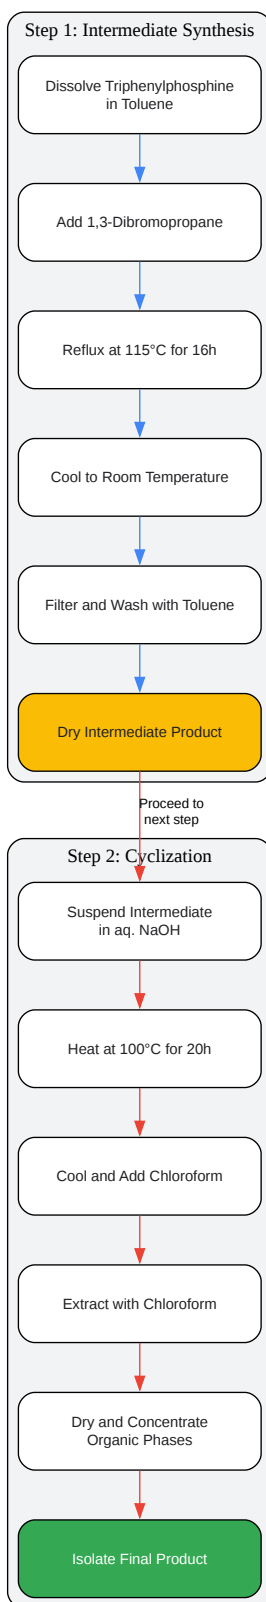 Step 1: Intermediate Synthesis
Dissolve Triphenylphosphine
in Toluene
Add 1,3-Dibromopropane
Reflux at 115°C for 16h
Cool to Room Temperature
Filter and Wash with Toluene
Dry Intermediate Product
Proceed to
next step
Step 2: Cyclization
Suspend Intermediate
in aq. NaOH
Heat at 100°C for 20h
Cool and Add Chloroform
Extract with Chloroform
Dry and Concentrate
Organic Phases
Isolate Final Product